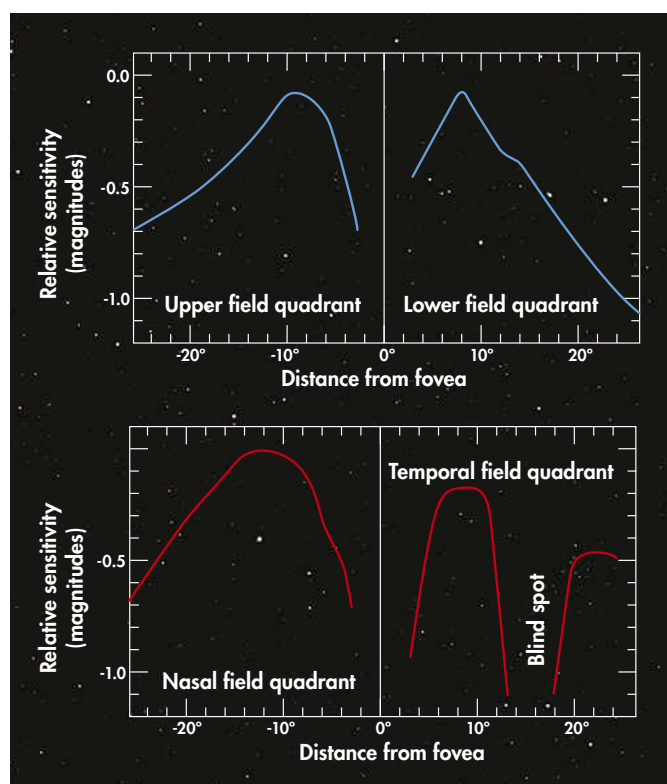 0.0
-0.5
-1.0
Relative sensitivity
(magnitudes)
Upper field quadrant
Lower field quadrant
-20° -10° 0° 10° 20°
Distance from fovea
Temporal field quadrant
-0.5
-1.0
Relative sensitivity
(magnitudes)
Blind spot
Nasal field quadrant
-20° -10° 0° 10° 20°
Distance from fovea